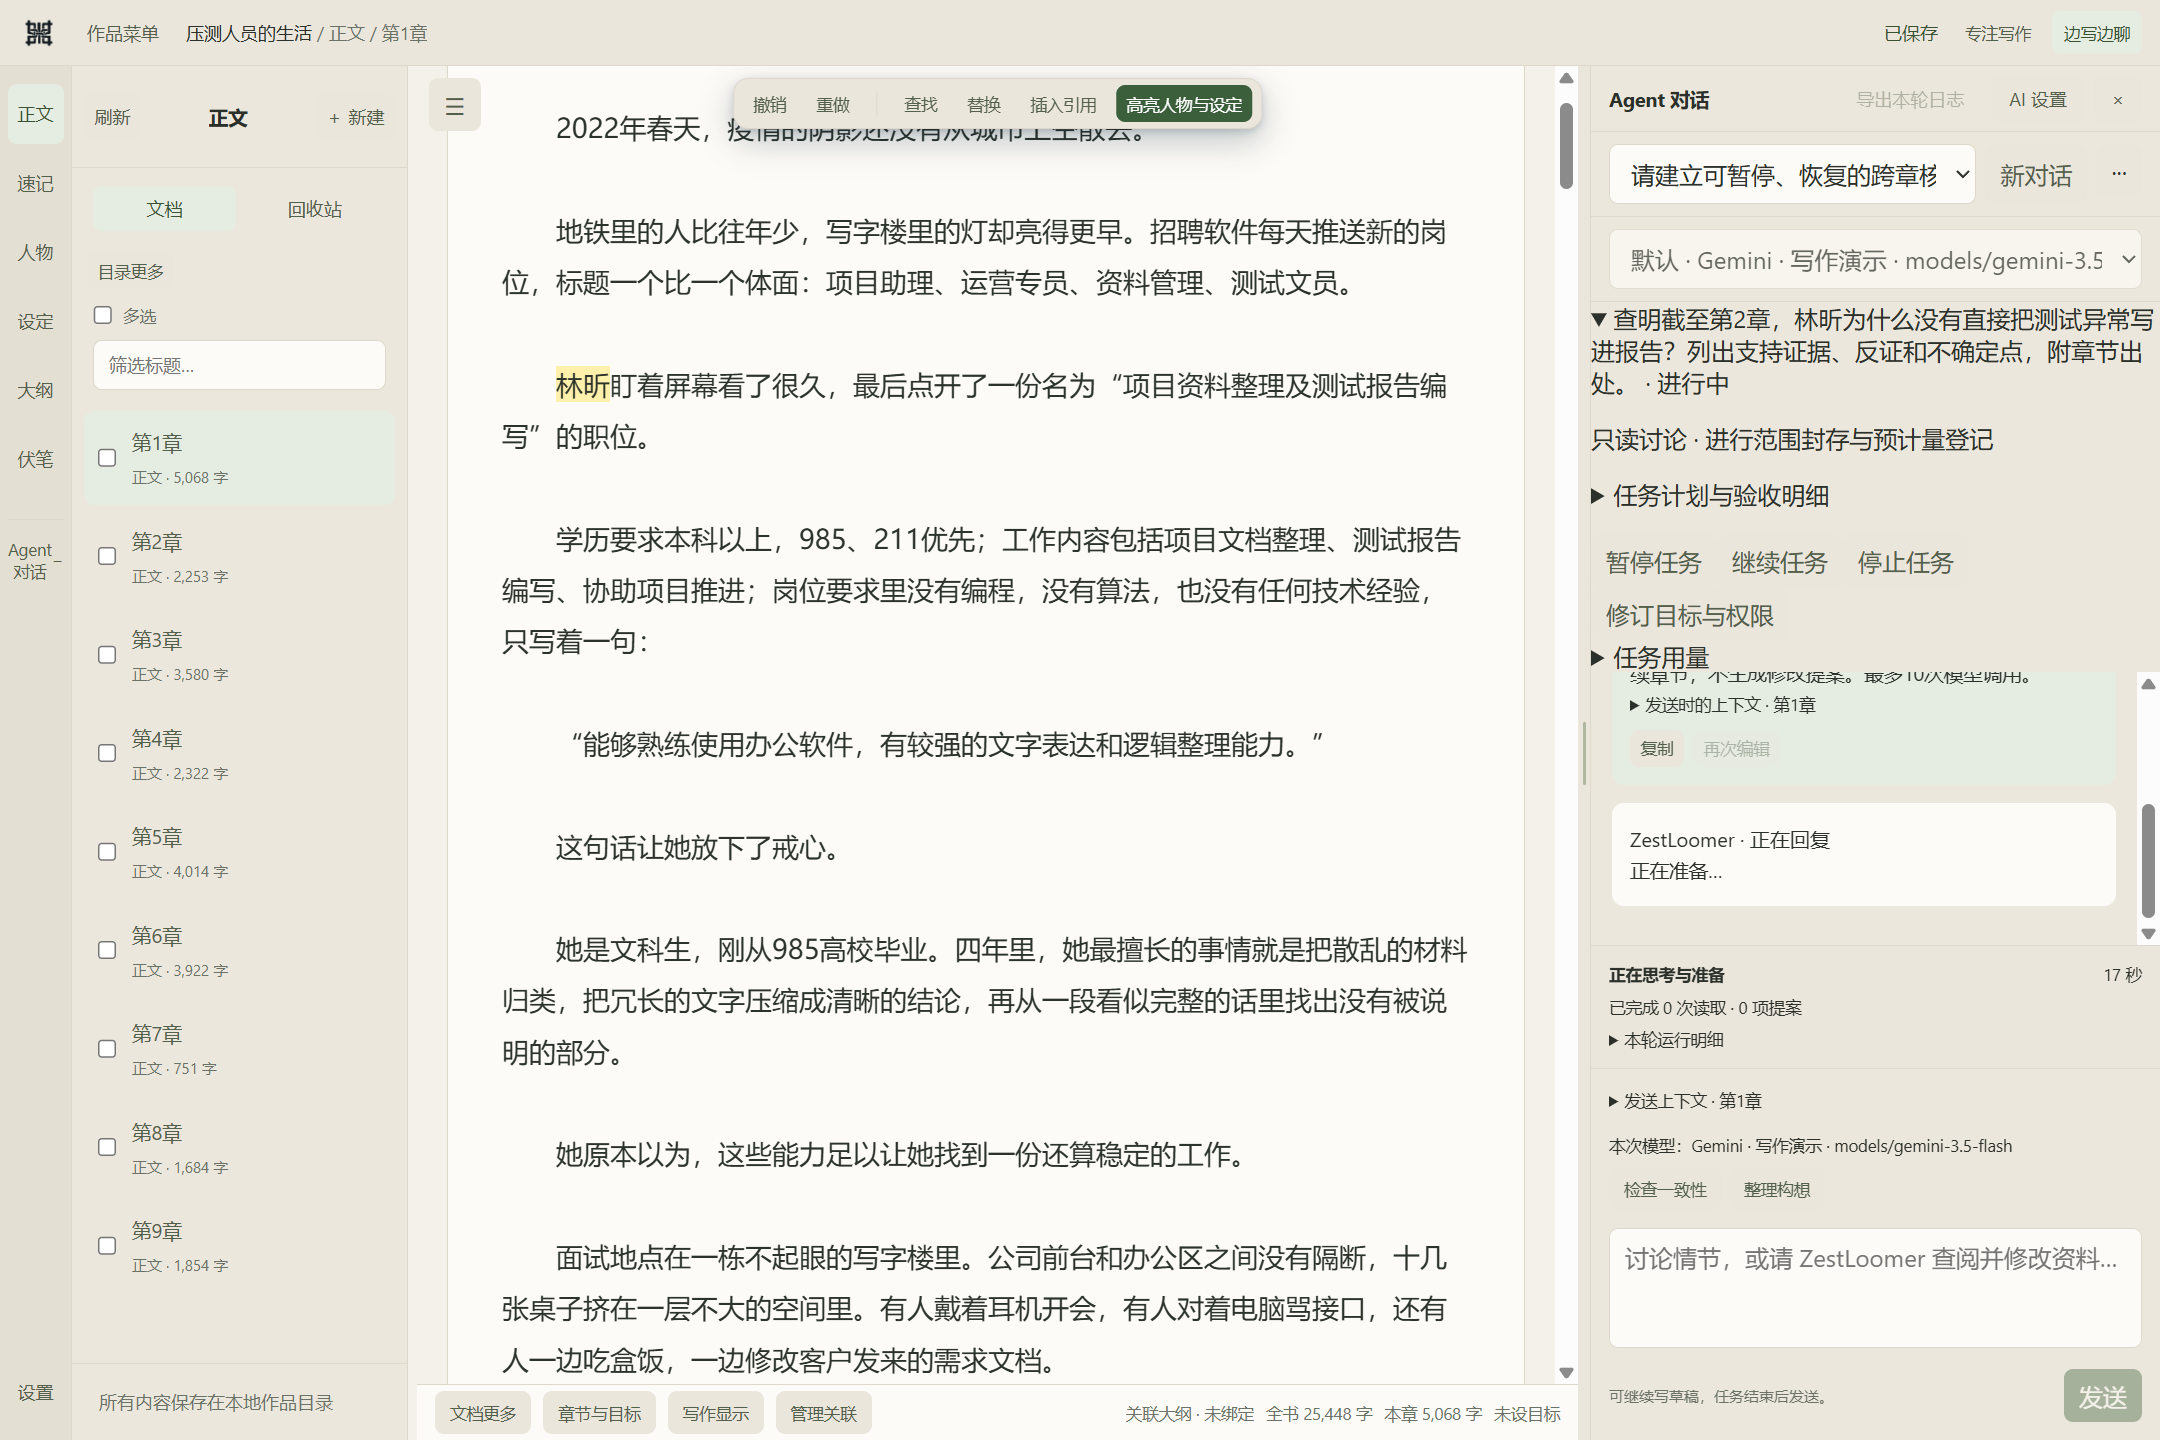 作品菜单
压测人员的生活 / 正文 / 第1章
已保存
专注写作
边写边聊
正文
速记
人物
设定
大纲
伏笔
Agent
对话
设置
刷新
正文
+ 新建
文档
回收站
目录更多
多选
筛选标题...
第1章
正文 · 5,068 字
第2章
正文 · 2,253 字
第3章
正文 · 3,580 字
第4章
正文 · 2,322 字
第5章
正文 · 4,014 字
第6章
正文 · 3,922 字
第7章
正文 · 751 字
第8章
正文 · 1,684 字
第9章
正文 · 1,854 字
所有内容保存在本地作品目录
撤销
重做
查找
替换
插入引用
高亮人物与设定
2022年春天，疫情的阴影还没有从城市上空散去。
地铁里的人比往年少，写字楼里的灯却亮得更早。招聘软件每天推送新的岗
位，标题一个比一个体面：项目助理、运营专员、资料管理、测试文员。
林昕盯着屏幕看了很久，最后点开了一份名为“项目资料整理及测试报告编
写”的职位。
学历要求本科以上，985、211优先；工作内容包括项目文档整理、测试报告
编写、协助项目推进；岗位要求里没有编程，没有算法，也没有任何技术经验，
只写着一句：
“能够熟练使用办公软件，有较强的文字表达和逻辑整理能力。”
这句话让她放下了戒心。
她是文科生，刚从985高校毕业。四年里，她最擅长的事情就是把散乱的材料
归类，把冗长的文字压缩成清晰的结论，再从一段看似完整的话里找出没有被说
明的部分。
她原本以为，这些能力足以让她找到一份还算稳定的工作。
面试地点在一栋不起眼的写字楼里。公司前台和办公区之间没有隔断，十几
张桌子挤在一层不大的空间里。有人戴着耳机开会，有人对着电脑骂接口，还有
人一边吃盒饭，一边修改客户发来的需求文档。
文档更多
章节与目标
写作显示
管理关联
关联大纲 · 未绑定
全书 25,448 字
本章 5,068 字
未设目标
Agent 对话
导出本轮日志
AI 设置
×
请建立可暂停、恢复的跨章核
新对话
...
默认 · Gemini · 写作演示 · models/gemini-3.5
查明截至第2章，林昕为什么没有直接把测试异常写
进报告？列出支持证据、反证和不确定点，附章节出
处。 · 进行中
只读讨论 · 进行范围封存与预计量登记
任务计划与验收明细
暂停任务
继续任务
停止任务
修订目标与权限
任务用量
续章节，不生成修改提案。最多10次模型调用。
发送时的上下文 · 第1章
复制
再次编辑
ZestLoomer · 正在回复
正在准备...
正在思考与准备
17 秒
已完成 0 次读取 · 0 项提案
本轮运行明细
发送上下文 · 第1章
本次模型：Gemini · 写作演示 · models/gemini-3.5-flash
检查一致性
整理构想
讨论情节，或请 ZestLoomer 查阅并修改资料...
可继续写草稿，任务结束后发送。
发送